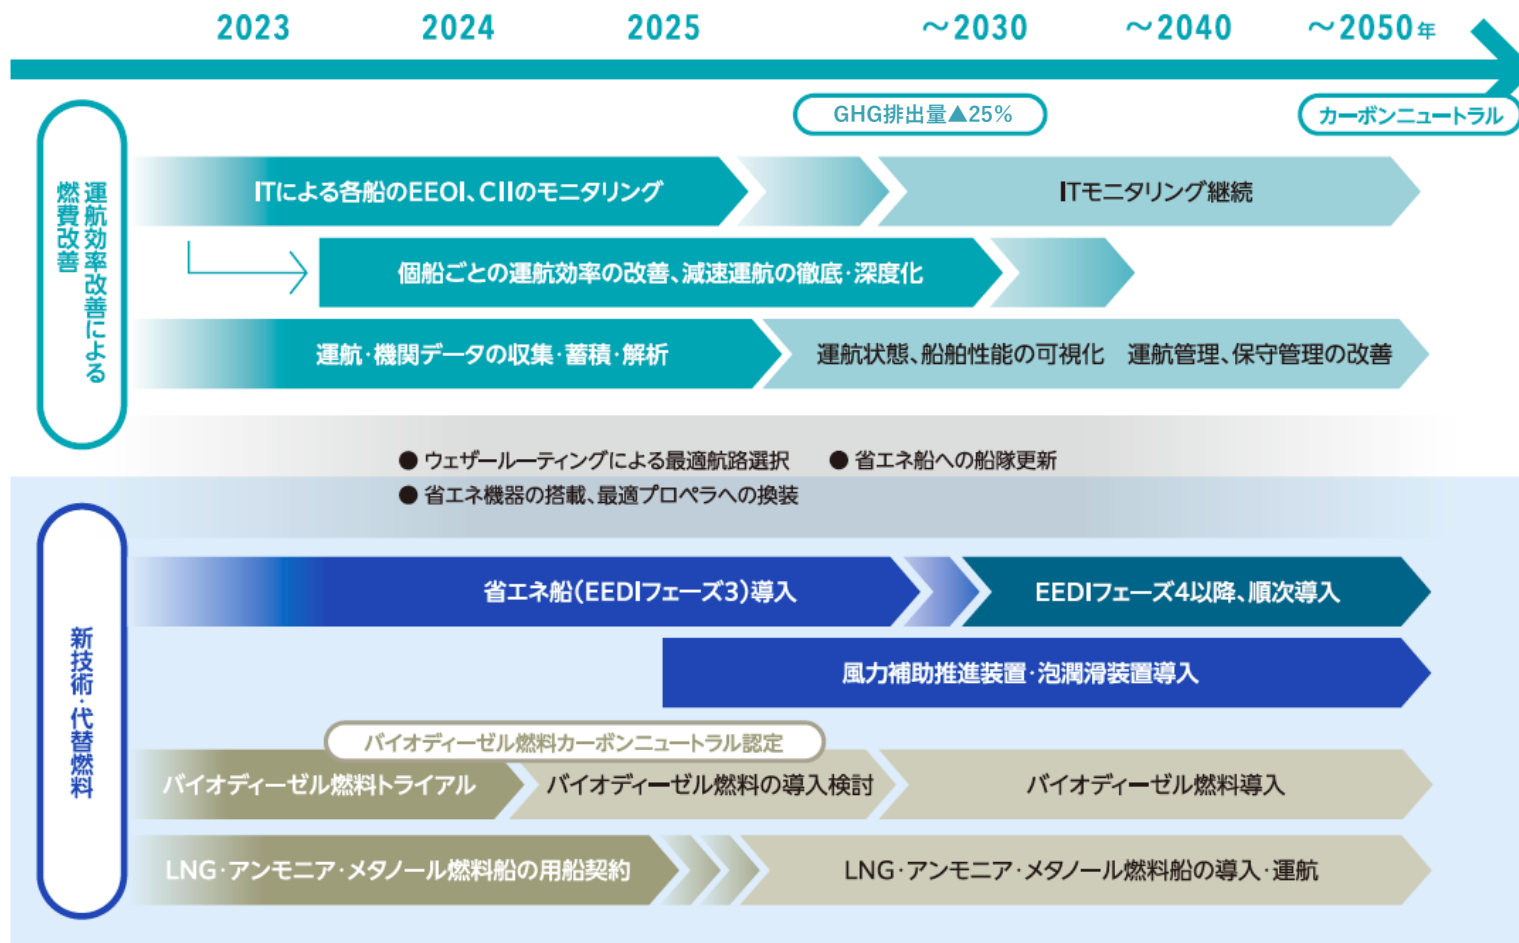 2023
2024
2025
～2030
～2040
～2050年
GHG排出量▲25%
カーボンニュートラル
運航効率改善による
燃費改善
ITによる各船のEEOI、CIIのモニタリング
ITモニタリング継続
個船ごとの運航効率の改善、減速運航の徹底・深度化
運航・機関データの収集・蓄積・解析
運航状態、船舶性能の可視化　運航管理、保守管理の改善
● ウェザールーティングによる最適航路選択
● 省エネ船への船隊更新
● 省エネ機器の搭載、最適プロペラへの換装
新技術・代替燃料
省エネ船（EEDIフェーズ3）導入
EEDIフェーズ4以降、順次導入
風力補助推進装置・泡潤滑装置導入
バイオディーゼル燃料カーボンニュートラル認定
バイオディーゼル燃料トライアル
バイオディーゼル燃料の導入検討
バイオディーゼル燃料導入
LNG・アンモニア・メタノール燃料船の用船契約
LNG・アンモニア・メタノール燃料船の導入・運航